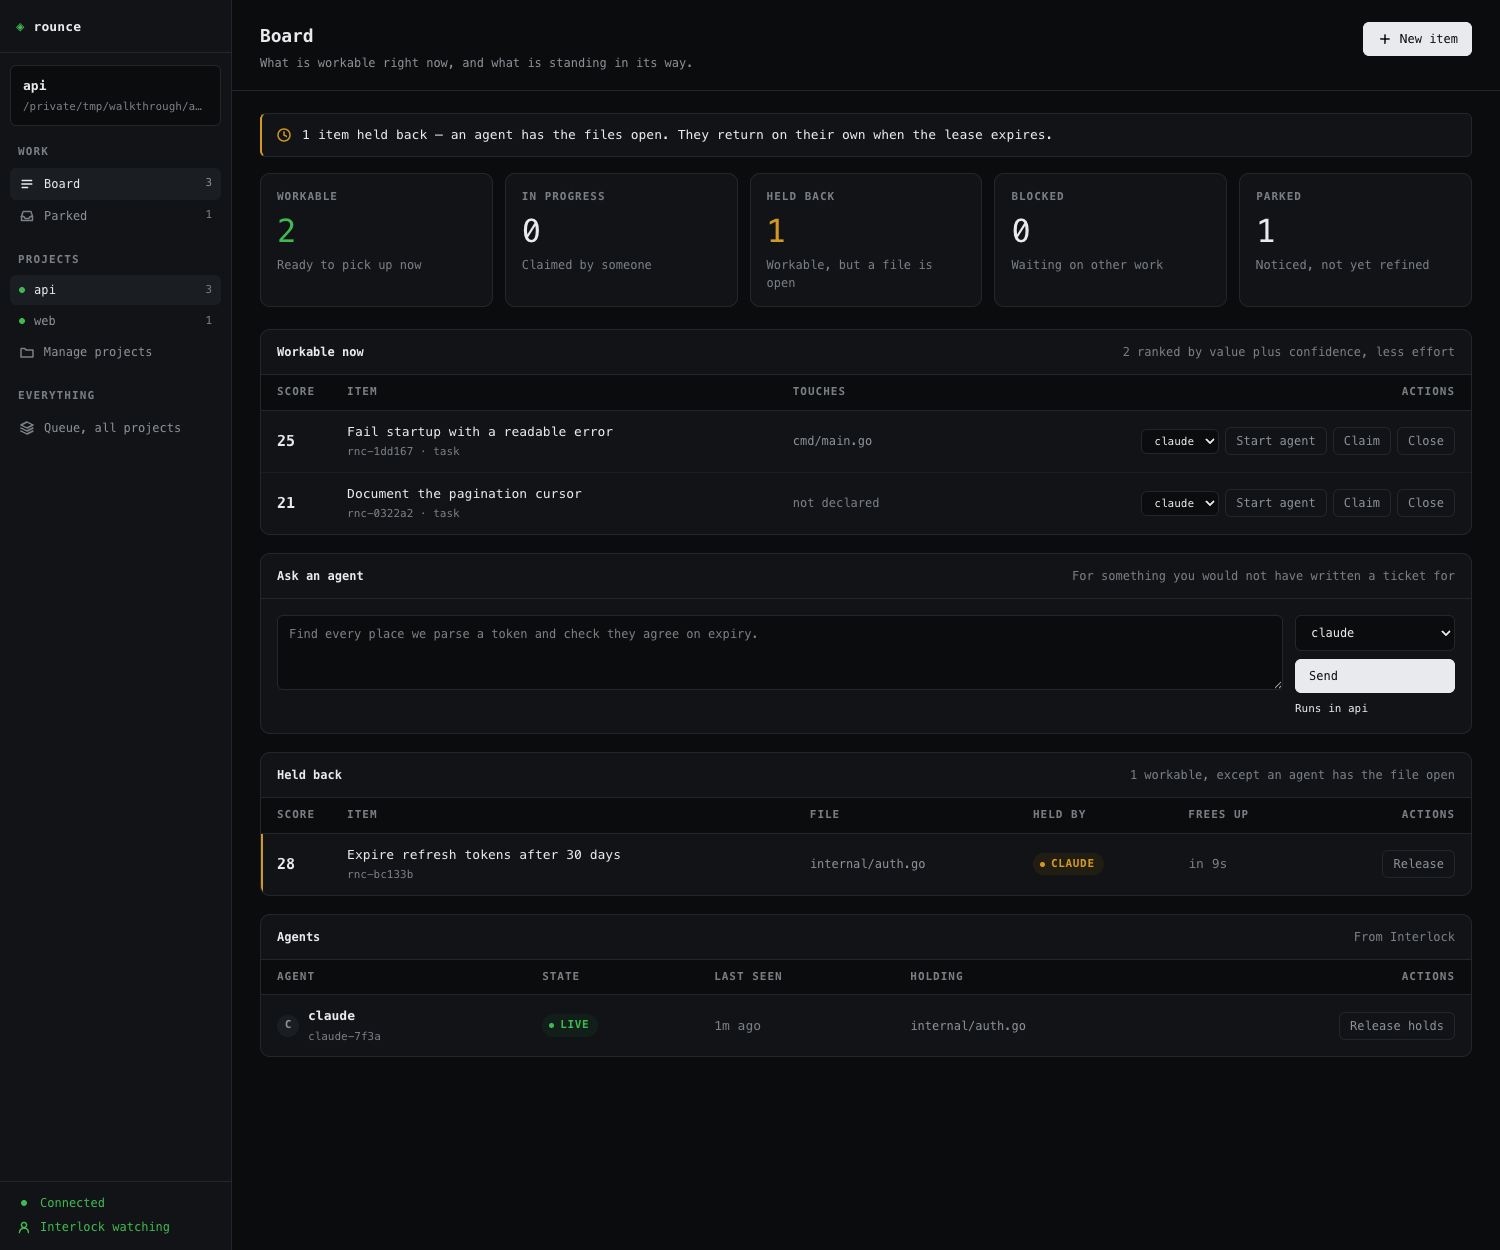 rounce
api
/private/tmp/walkthrough/a…
WORK
Board 3
Parked 1
PROJECTS
api 3
web 1
Manage projects
EVERYTHING
Queue, all projects
Connected
Interlock watching
Board
What is workable right now, and what is standing in its way.
+ New item
1 item held back — an agent has the files open. They return on their own when the lease expires.
WORKABLE
2
Ready to pick up now
IN PROGRESS
0
Claimed by someone
HELD BACK
1
Workable, but a file is
open
BLOCKED
0
Waiting on other work
PARKED
1
Noticed, not yet refined
Workable now 2 ranked by value plus confidence, less effort
SCORE ITEM TOUCHES ACTIONS
25 Fail startup with a readable error cmd/main.go claude Start agent Claim Close
rnc-1dd167 · task
21 Document the pagination cursor not declared claude Start agent Claim Close
rnc-0322a2 · task
Ask an agent For something you would not have written a ticket for
Find every place we parse a token and check they agree on expiry.
claude
Send
Runs in api
Held back 1 workable, except an agent has the file open
SCORE ITEM FILE HELD BY FREES UP ACTIONS
28 Expire refresh tokens after 30 days internal/auth.go CLAUDE in 9s Release
rnc-bc133b
Agents From Interlock
AGENT STATE LAST SEEN HOLDING ACTIONS
C claude LIVE 1m ago internal/auth.go Release holds
claude-7f3a